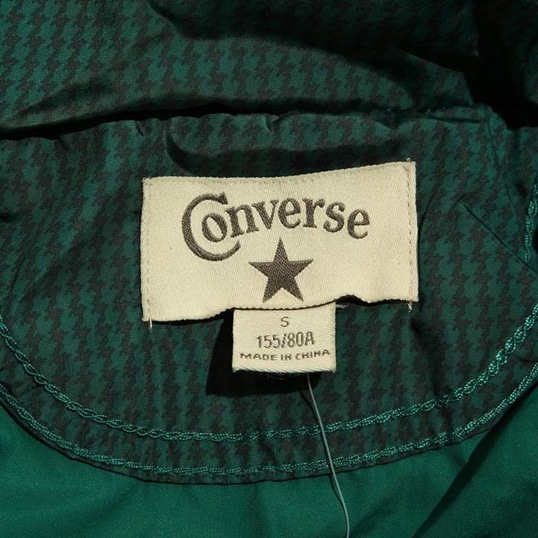 Converse
S
155/80A
MADE IN CHINA